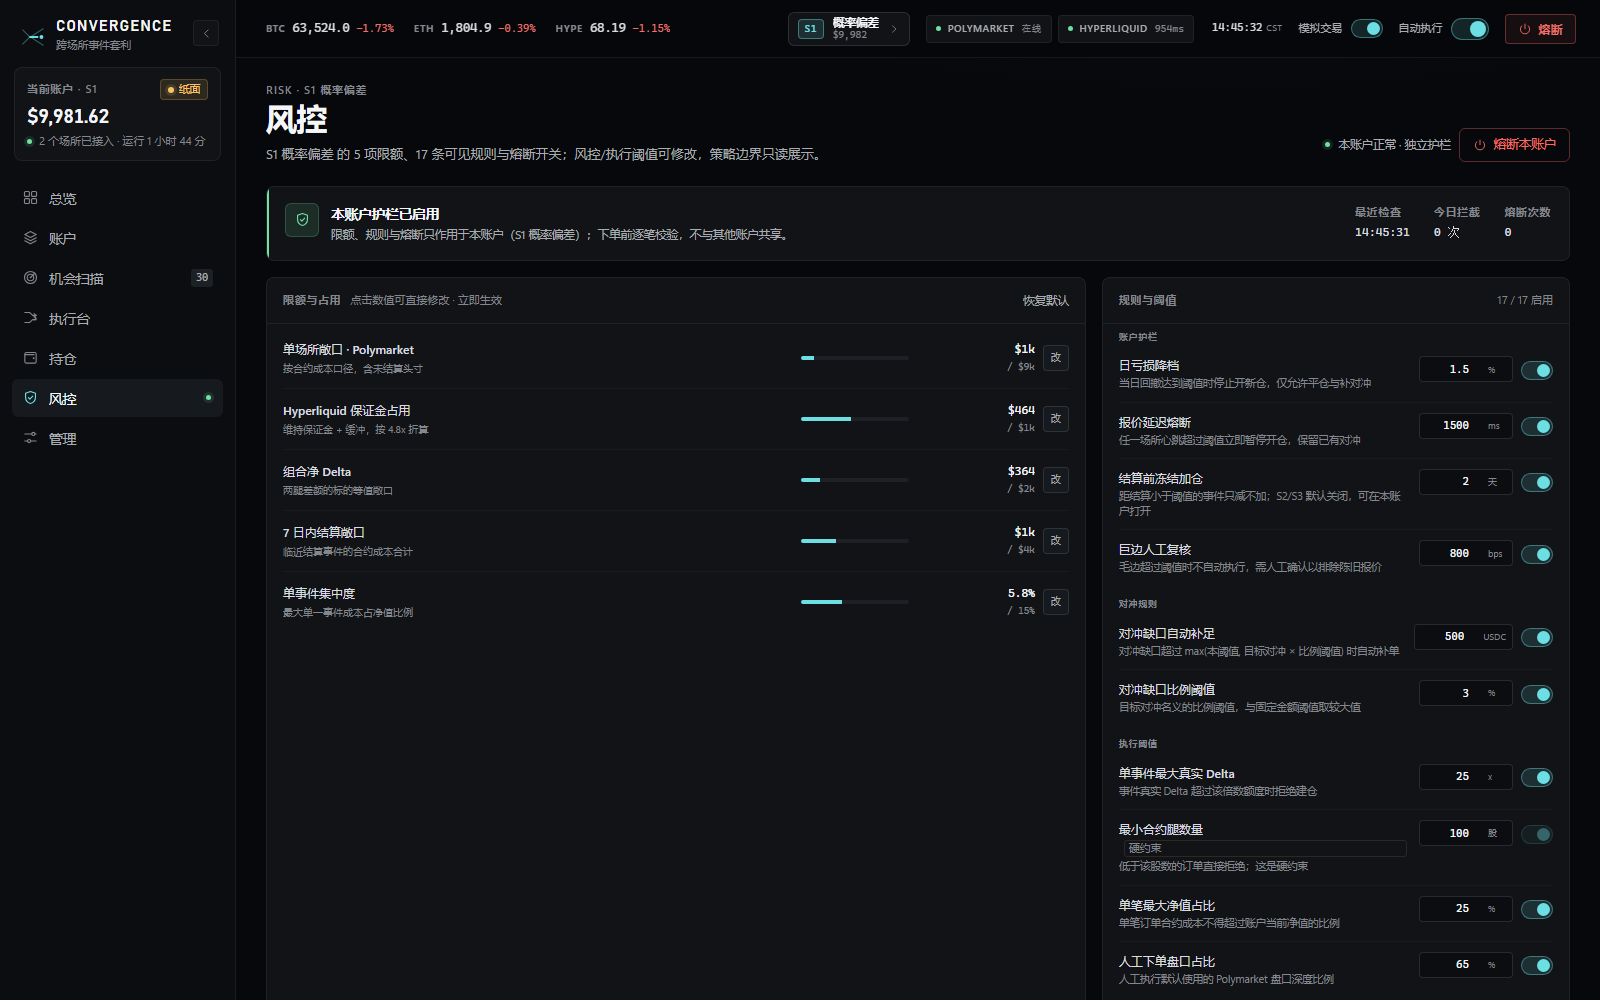 CONVERGENCE
跨场所事件套利
当前账户 · S1
纸面
$9,981.62
2 个场所已接入 · 运行 1 小时 44 分
总览
账户
机会扫描
30
执行台
持仓
风控
管理
BTC 63,524.0 -1.73%
ETH 1,804.9 -0.39%
HYPE 68.19 -1.15%
S1
概率偏差
$9,982
POLYMARKET 在线
HYPERLIQUID 954ms
14:45:32 CST
模拟交易
自动执行
熔断
RISK · S1 概率偏差
风控
S1 概率偏差 的 5 项限额、17 条可见规则与熔断开关；风控/执行阈值可修改，策略边界只读展示。
本账户正常 · 独立护栏
熔断本账户
本账户护栏已启用
限额、规则与熔断只作用于本账户（S1 概率偏差）；下单前逐笔校验，不与其他账户共享。
最近检查
14:45:31
今日拦截
0 次
熔断次数
0
限额与占用 点击数值可直接修改 · 立即生效
恢复默认
单场所敞口 · Polymarket
按合约成本口径，含未结算头寸
$1k
/ $9k
改
Hyperliquid 保证金占用
维持保证金 + 缓冲，按 4.8x 折算
$464
/ $1k
改
组合净 Delta
两腿差额的标的等值敞口
$364
/ $2k
改
7 日内结算敞口
临近结算事件的合约成本合计
$1k
/ $4k
改
单事件集中度
最大单一事件成本占净值比例
5.8%
/ 15%
改
规则与阈值
17 / 17 启用
账户护栏
日亏损降档
当日回撤达到阈值时停止开新仓，仅允许平仓与补对冲
1.5 %
报价延迟熔断
任一场所心跳超过阈值立即暂停开仓，保留已有对冲
1500 ms
结算前冻结加仓
距结算小于阈值的事件只减不加；S2/S3 默认关闭，可在本账
户打开
2 天
巨边人工复核
毛边超过阈值时不自动执行，需人工确认以排除陈旧报价
800 bps
对冲规则
对冲缺口自动补足
对冲缺口超过 max(本阈值, 目标对冲 × 比例阈值) 时自动补单
500 USDC
对冲缺口比例阈值
目标对冲名义的比例阈值，与固定金额阈值取较大值
3 %
执行阈值
单事件最大真实 Delta
事件真实 Delta 超过该倍数额度时拒绝建仓
25 x
最小合约腿数量
硬约束
低于该股数的订单直接拒绝；这是硬约束
100 股
单笔最大净值占比
单笔订单合约成本不得超过账户当前净值的比例
25 %
人工下单盘口占比
人工执行默认使用的 Polymarket 盘口深度比例
65 %